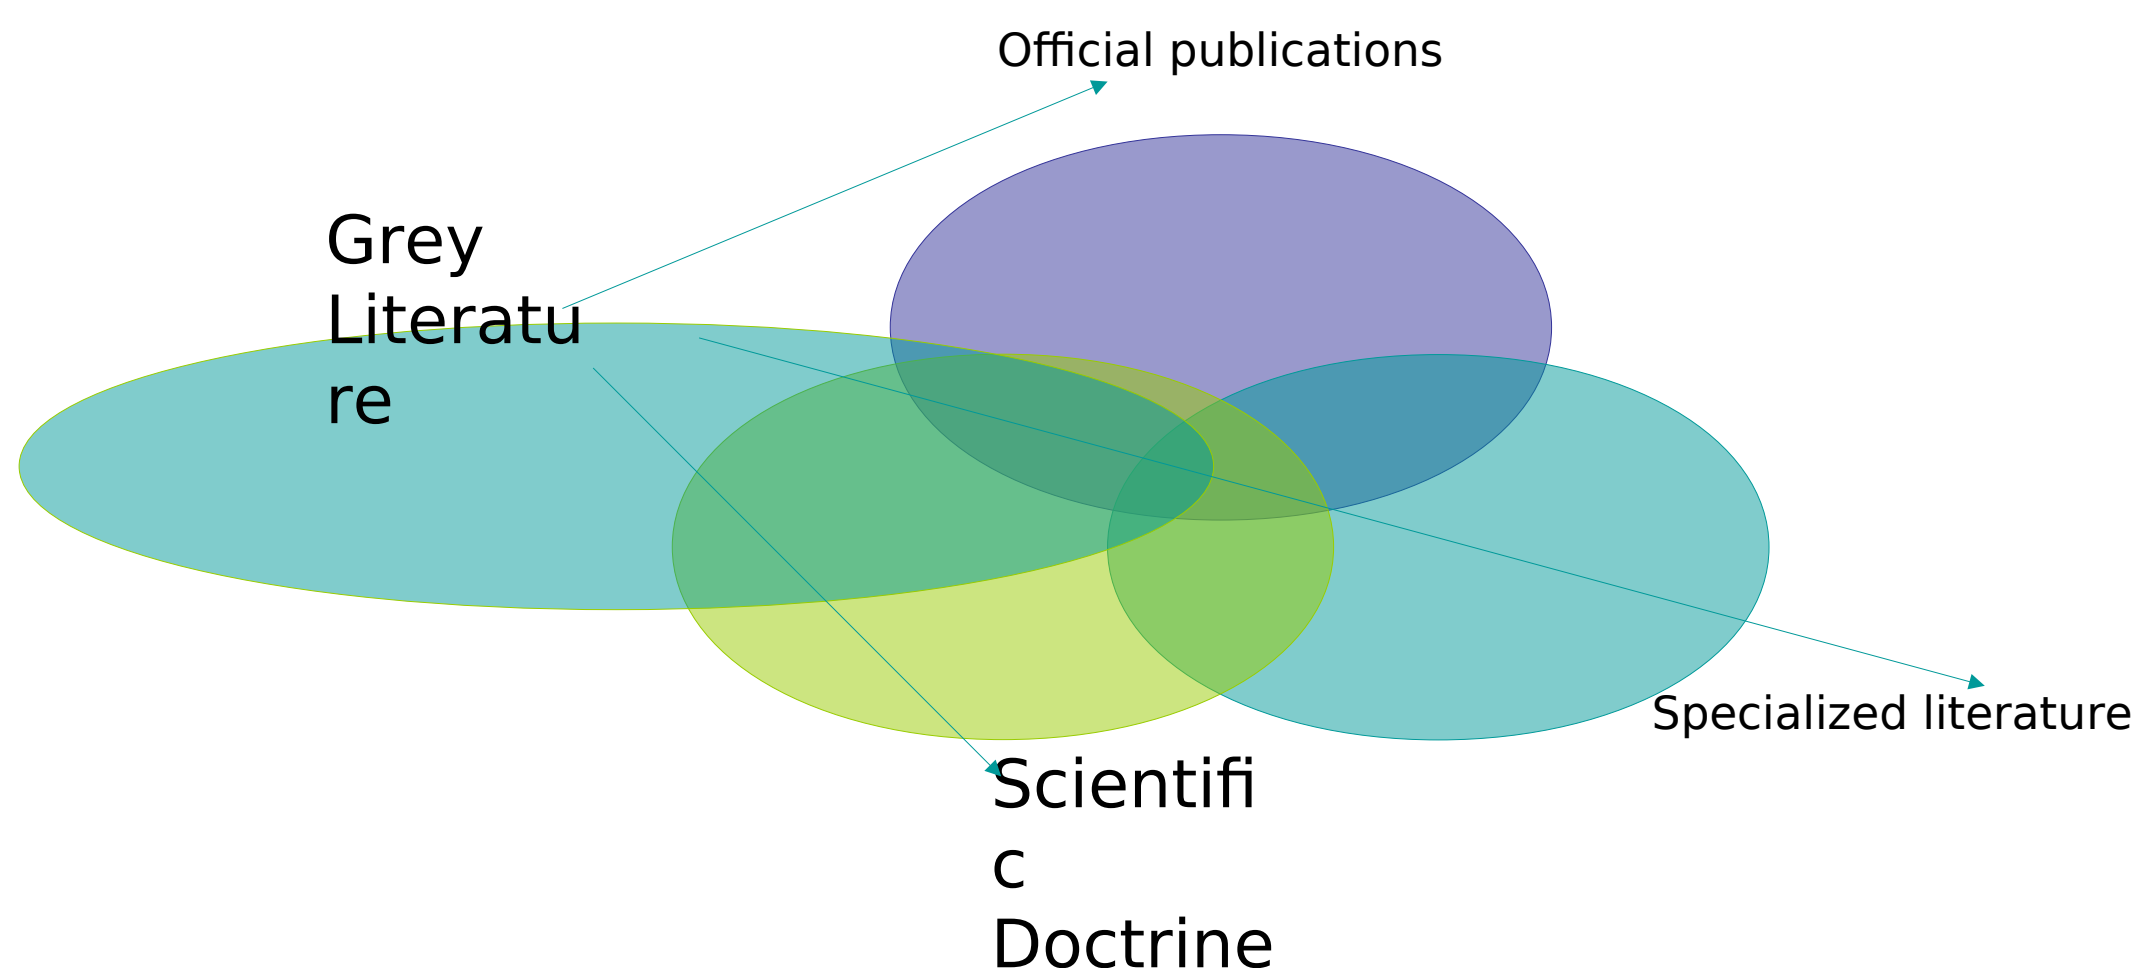 Official publications
Grey
Literatu
re
Specialized literature
Scientifi
c
Doctrine